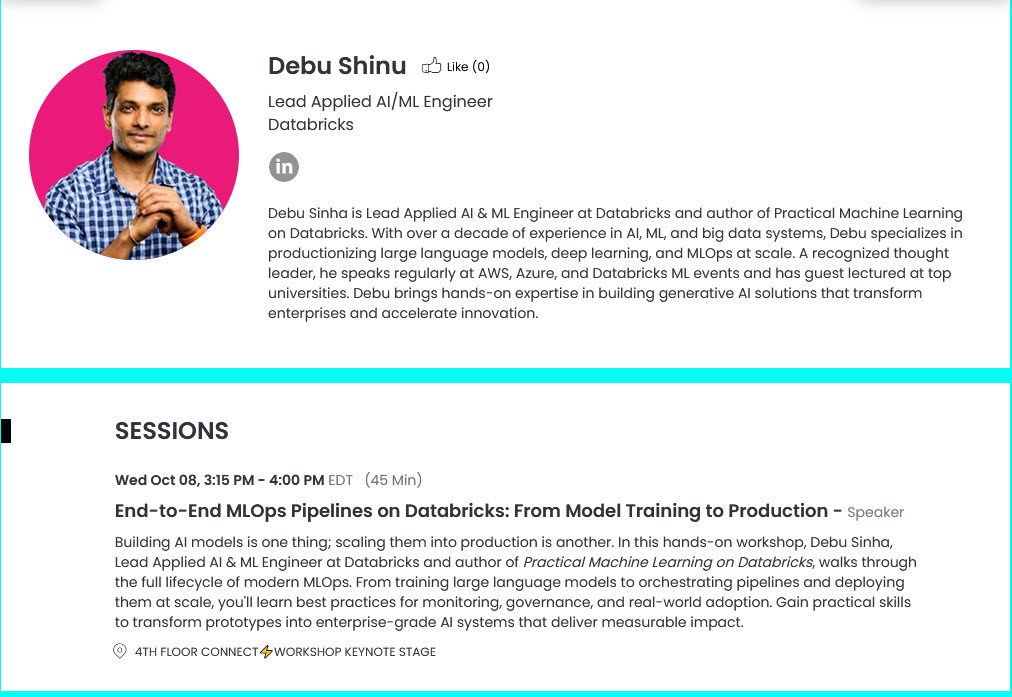 Debu Shinu Like (0)
Lead Applied AI/ML Engineer
Databricks
in
Debu Sinha is Lead Applied AI & ML Engineer at Databricks and author of Practical Machine Learning
on Databricks. With over a decade of experience in AI, ML, and big data systems, Debu specializes in
productionizing large language models, deep learning, and MLOps at scale. A recognized thought
leader, he speaks regularly at AWS, Azure, and Databricks ML events and has guest lectured at top
universities. Debu brings hands-on expertise in building generative AI solutions that transform
enterprises and accelerate innovation.
SESSIONS
Wed Oct 08, 3:15 PM - 4:00 PM EDT (45 Min)
End-to-End MLOps Pipelines on Databricks: From Model Training to Production - Speaker
Building AI models is one thing; scaling them into production is another. In this hands-on workshop, Debu Sinha,
Lead Applied AI & ML Engineer at Databricks and author of Practical Machine Learning on Databricks, walks through
the full lifecycle of modern MLOps. From training large language models to orchestrating pipelines and deploying
them at scale, you'll learn best practices for monitoring, governance, and real-world adoption. Gain practical skills
to transform prototypes into enterprise-grade AI systems that deliver measurable impact.
4TH FLOOR CONNECT⚡WORKSHOP KEYNOTE STAGE